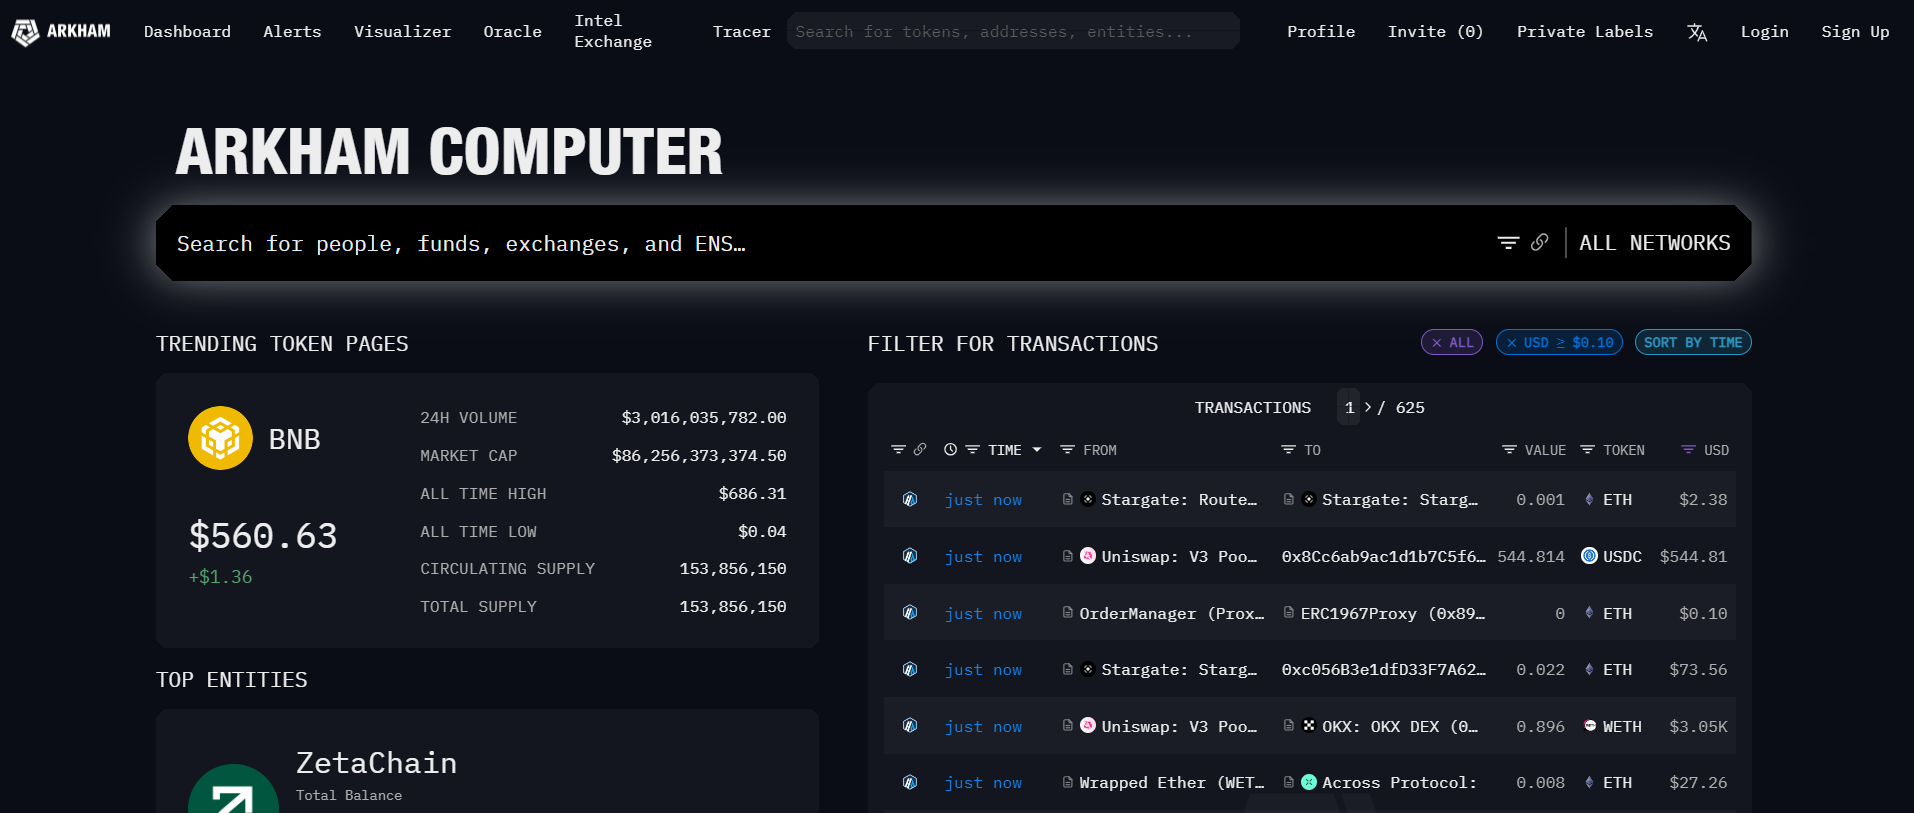 ARKHAM Dashboard Alerts Visualizer Oracle Intel Exchange Tracer Search for tokens, addresses, entities... Profile Invite (0) Private Labels Login Sign Up
ARKHAM COMPUTER
Search for people, funds, exchanges, and ENS… ALL NETWORKS
TRENDING TOKEN PAGES
BNB
$560.63
+$1.36
24H VOLUME $3,016,035,782.00
MARKET CAP $86,256,373,374.50
ALL TIME HIGH $686.31
ALL TIME LOW $0.04
CIRCULATING SUPPLY 153,856,150
TOTAL SUPPLY 153,856,150
TOP ENTITIES
ZetaChain
Total Balance
FILTER FOR TRANSACTIONS × ALL × USD ≥ $0.10 SORT BY TIME
TRANSACTIONS 1 > / 625
TIME FROM TO VALUE TOKEN USD
just now Stargate: Route… Stargate: Starg… 0.001 ETH $2.38
just now Uniswap: V3 Poo… 0x8Cc6ab9ac1d1b7C5f6… 544.814 USDC $544.81
just now OrderManager (Prox… ERC1967Proxy (0x89… 0 ETH $0.10
just now Stargate: Starg… 0xc056B3e1dfD33F7A62… 0.022 ETH $73.56
just now Uniswap: V3 Poo… OKX: OKX DEX (0… 0.896 WETH $3.05K
just now Wrapped Ether (WET… Across Protocol: 0.008 ETH $27.26